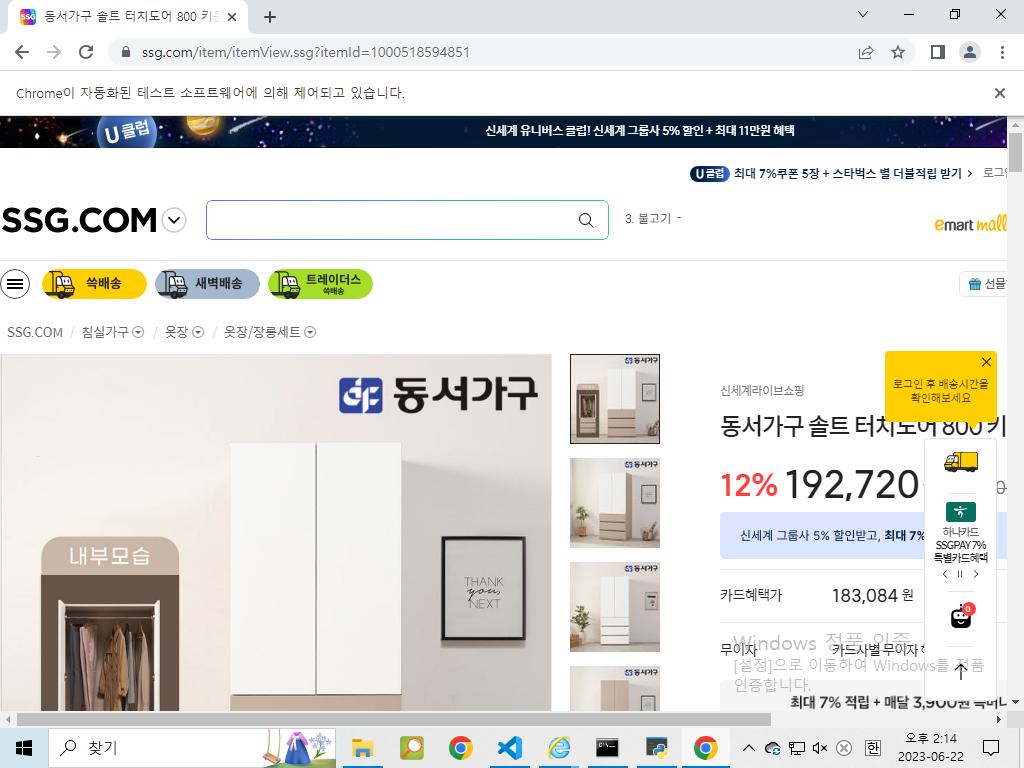 동서가구 솔트 터치도어 800 키
ssg.com/item/itemView.ssg?itemId=1000518594851
Chrome이 자동화된 테스트 소프트웨어에 의해 제어되고 있습니다.
U클럽
신세계 유니버스 클럽! 신세계 그룹사 5% 할인 + 최대 11만원 혜택
U클럽 최대 7%쿠폰 5장 + 스타벅스 별 더블적립 받기 > 로그인
SSG.COM
3. 불고기 -
emart mall
쓱배송
새벽배송
트레이더스
쓱배송
선물
SSG.COM / 침실가구 / 옷장 / 옷장/장롱세트
동서가구
내부모습
THANK
you,
NEXT
신세계라이브쇼핑
로그인 후 배송시간을
확인해보세요
동서가구 솔트 터치도어 800 키
12% 192,720
신세계 그룹사 5% 할인받고, 최대 7%
하나카드
SSGPAY 7%
특별카드혜택
카드혜택가 183,084 원
0
무이자 카드사별 무이자
Windows 정품 인증
[설정]으로 이동하여 Windows를 정품
인증합니다.
최대 7% 적립 + 매달 3,900원
찾기
오후 2:14
한
2023-06-22